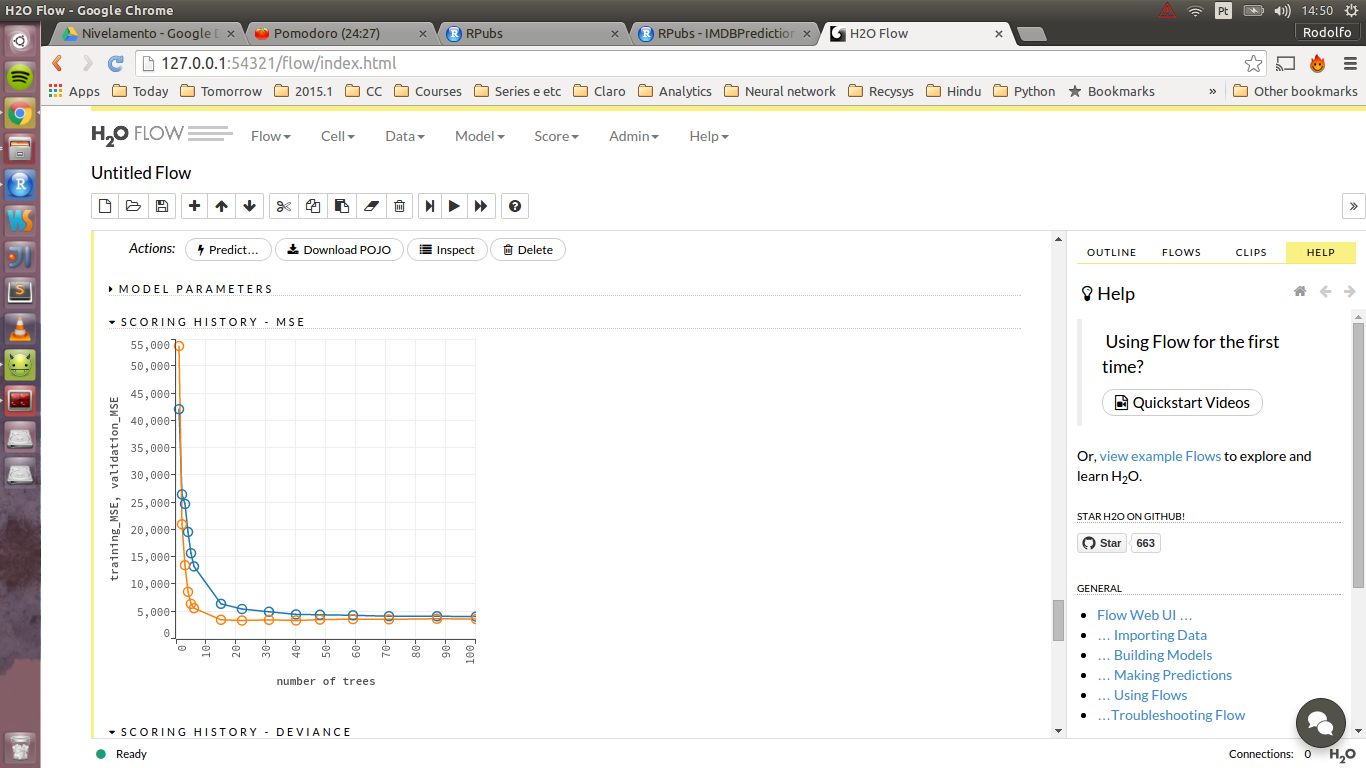 H2O Flow - Google Chrome
Pt
14:50
Nivelamento - Google D
Pomodoro (24:27)
RPubs
RPubs - IMDBPrediction
H2O Flow
Rodolfo
127.0.0.1:54321/flow/index.html
Apps Today Tomorrow 2015.1 CC Courses Series e etc Claro Analytics Neural network Recysys Hindu Python Bookmarks » Other bookmarks
H2O FLOW
Flow Cell Data Model Score Admin Help
Untitled Flow
Actions: Predict... Download POJO Inspect Delete
MODEL PARAMETERS
SCORING HISTORY - MSE
training_MSE, validation_MSE
55,000
50,000
45,000
40,000
35,000
30,000
25,000
20,000
15,000
10,000
5,000
0
0 10 20 30 40 50 60 70 80 90 100
number of trees
SCORING HISTORY - DEVIANCE
OUTLINE FLOWS CLIPS HELP
Help
Using Flow for the first
time?
Quickstart Videos
Or, view example Flows to explore and
learn H2O.
STAR H2O ON GITHUB!
Star 663
GENERAL
Flow Web UI ...
... Importing Data
... Building Models
... Making Predictions
... Using Flows
...Troubleshooting Flow
Ready
Connections: 0 H2O